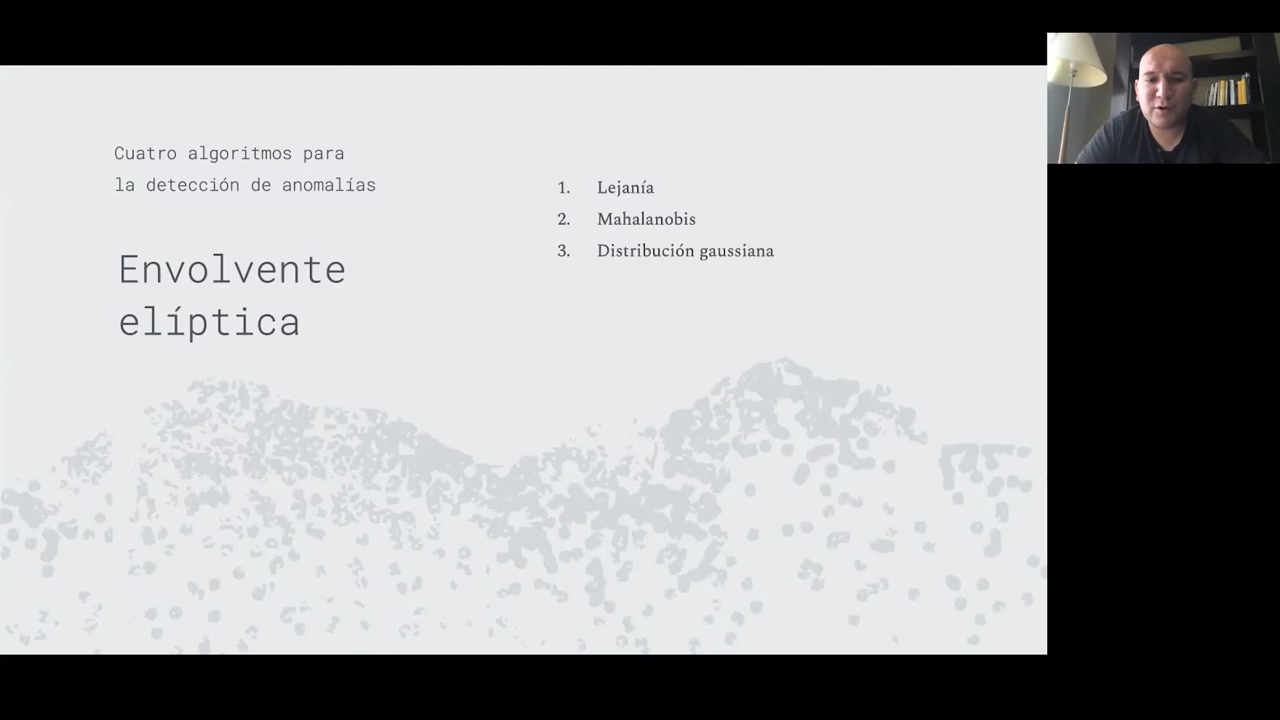 Cuatro algoritmos para
la detección de anomalías
Envolvente
elíptica
1. Lejanía
2. Mahalanobis
3. Distribución gaussiana